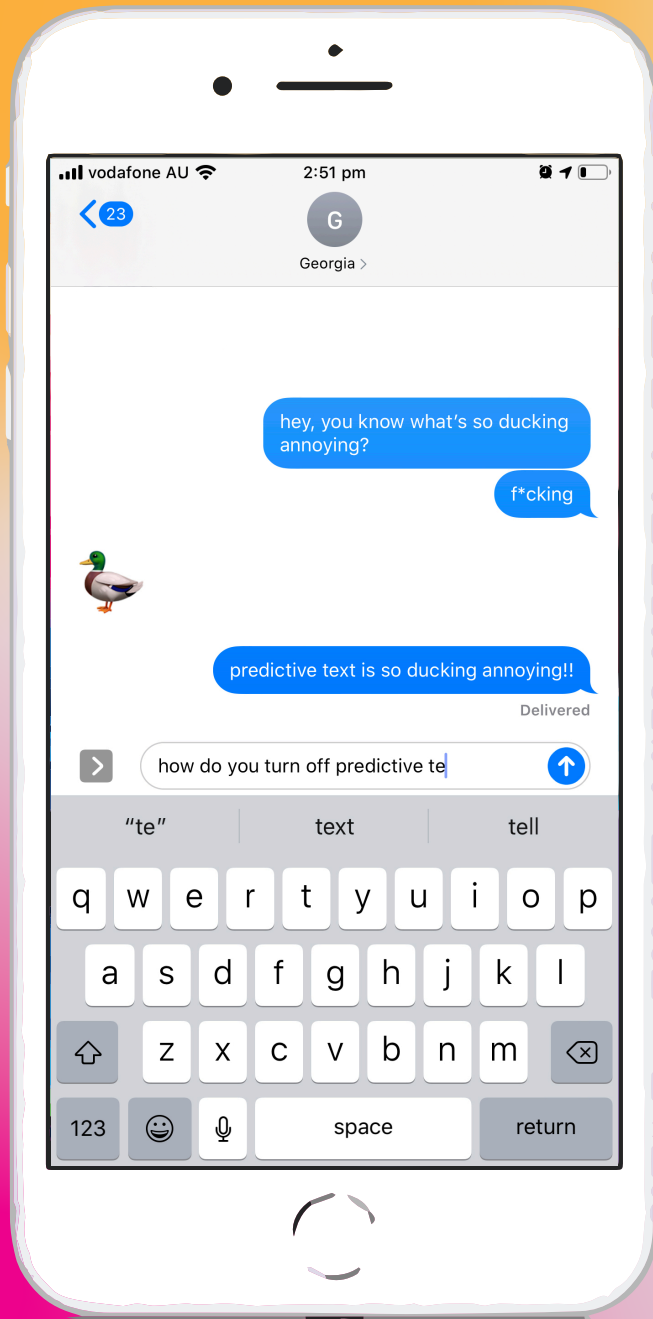 vodafone AU
2:51 pm
23
G
Georgia >
hey, you know what's so ducking
annoying?
f*cking
predictive text is so ducking annoying!!
Delivered
how do you turn off predictive te
“te” text tell
q w e r t y u i o p
a s d f g h j k l
z x c v b n m
123 space return